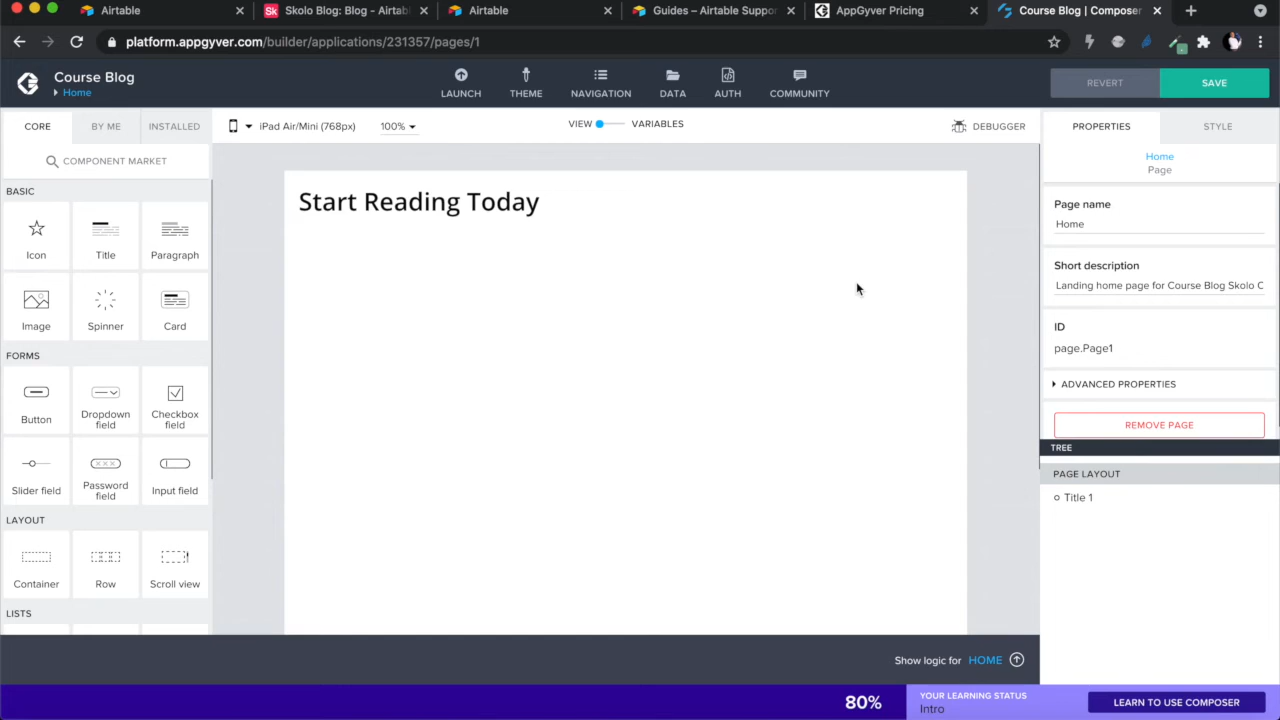 Airtable
Skolo Blog: Blog - Airtabl
Airtable
Guides – Airtable Suppor
AppGyver Pricing
Course Blog | Composer
platform.appgyver.com/builder/applications/231357/pages/1
Course Blog
Home
LAUNCH
THEME
NAVIGATION
DATA
AUTH
COMMUNITY
REVERT
SAVE
CORE
BY ME
INSTALLED
iPad Air/Mini (768px)
100%
VIEW
VARIABLES
DEBUGGER
PROPERTIES
STYLE
COMPONENT MARKET
BASIC
Icon
Title
Paragraph
Image
Spinner
Card
FORMS
Button
Dropdown
field
Checkbox
field
Slider field
Password
field
Input field
LAYOUT
Container
Row
Scroll view
LISTS
Start Reading Today
Home
Page
Page name
Home
Short description
Landing home page for Course Blog Skolo C
ID
page.Page1
ADVANCED PROPERTIES
REMOVE PAGE
TREE
PAGE LAYOUT
Title 1
Show logic for HOME
80%
YOUR LEARNING STATUS
Intro
LEARN TO USE COMPOSER